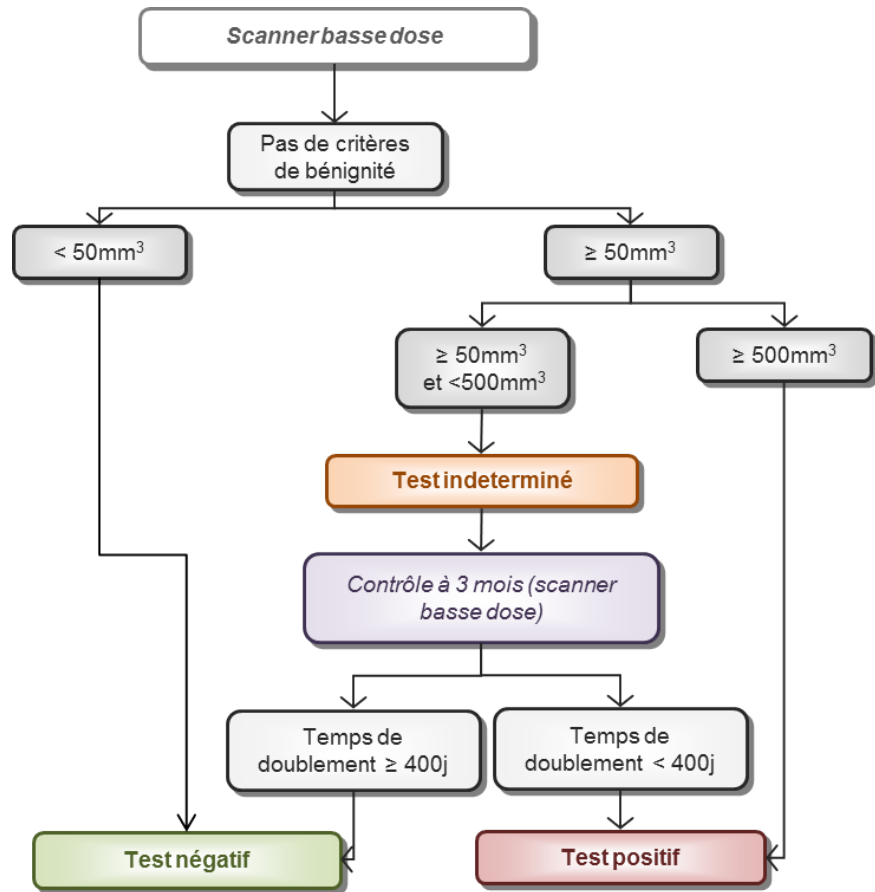 Scanner basse dose
Pas de critères
de bénignité
< 50mm³
≥ 50mm³
≥ 50mm³
et <500mm³
≥ 500mm³
Test indeterminé
Contrôle à 3 mois (scanner
basse dose)
Temps de
doublement ≥ 400j
Temps de
doublement < 400j
Test négatif
Test positif